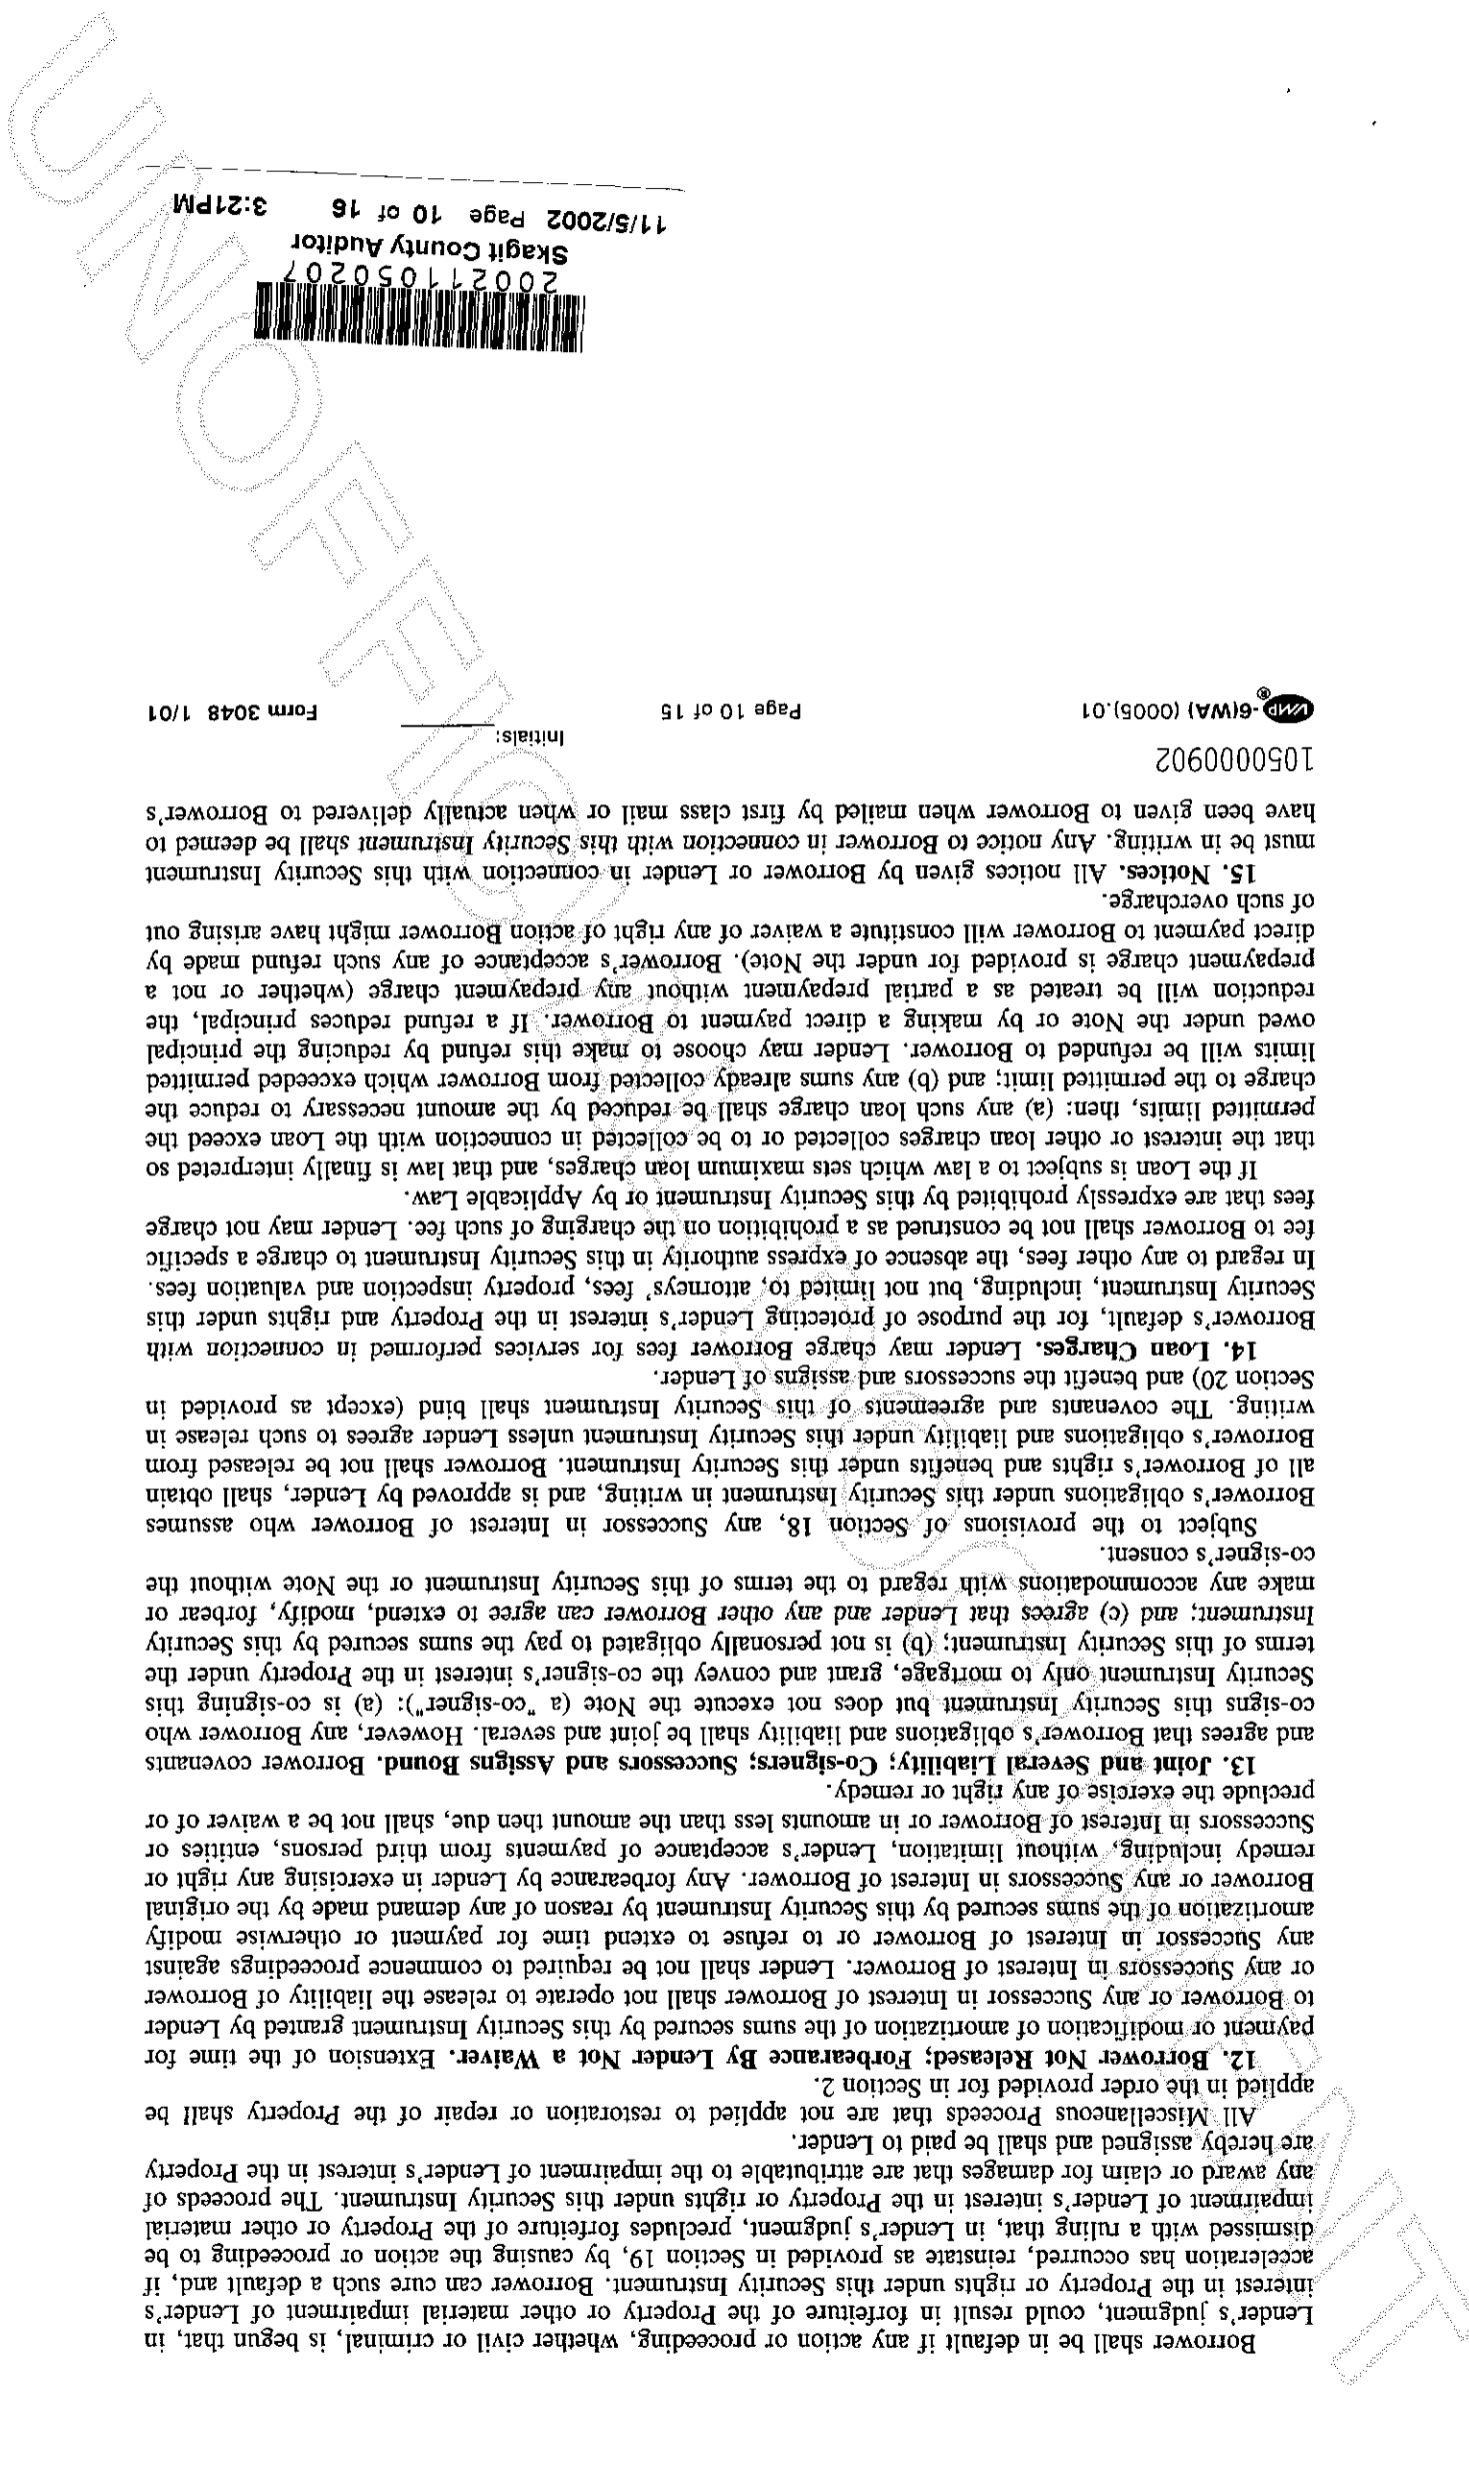 Borrower shall be in default if any action or proceeding, whether civil or criminal, is begun that, in
Lender's judgment, could result in forfeiture of the Property or other material impairment of Lender's
interest in the Property or rights under this Security Instrument. Borrower can cure such a default and, if
acceleration has occurred, reinstate as provided in Section 19, by causing the action or proceeding to be
dismissed with a ruling that, in Lender's judgment, precludes forfeiture of the Property or other material
impairment of Lender's interest in the Property or rights under this Security Instrument. The proceeds of
any award or claim for damages that are attributable to the impairment of Lender's interest in the Property
are hereby assigned and shall be paid to Lender.
All Miscellaneous Proceeds that are not applied to restoration or repair of the Property shall be
applied in the order provided for in Section 2.
12. Borrower Not Released; Forbearance By Lender Not a Waiver. Extension of the time for
payment or modification of amortization of the sums secured by this Security Instrument granted by Lender
to Borrower or any Successor in Interest of Borrower shall not operate to release the liability of Borrower
or any Successors in Interest of Borrower. Lender shall not be required to commence proceedings against
any Successor in Interest of Borrower or to refuse to extend time for payment or otherwise modify
amortization of the sums secured by this Security Instrument by reason of any demand made by the original
Borrower or any Successors in Interest of Borrower. Any forbearance by Lender in exercising any right or
remedy including, without limitation, Lender's acceptance of payments from third persons, entities or
Successors in Interest of Borrower or in amounts less than the amount then due, shall not be a waiver of or
preclude the exercise of any right or remedy.
13. Joint and Several Liability; Co-signers; Successors and Assigns Bound. Borrower covenants
and agrees that Borrower's obligations and liability shall be joint and several. However, any Borrower who
co-signs this Security Instrument but does not execute the Note (a "co-signer"): (a) is co-signing this
Security Instrument only to mortgage, grant and convey the co-signer's interest in the Property under the
terms of this Security Instrument; (b) is not personally obligated to pay the sums secured by this Security
Instrument; and (c) agrees that Lender and any other Borrower can agree to extend, modify, forbear or
make any accommodations with regard to the terms of this Security Instrument or the Note without the
co-signer's consent.
Subject to the provisions of Section 18, any Successor in Interest of Borrower who assumes
Borrower's obligations under this Security Instrument in writing, and is approved by Lender, shall obtain
all of Borrower's rights and benefits under this Security Instrument. Borrower shall not be released from
Borrower's obligations and liability under this Security Instrument unless Lender agrees to such release in
writing. The covenants and agreements of this Security Instrument shall bind (except as provided in
Section 20) and benefit the successors and assigns of Lender.
14. Loan Charges. Lender may charge Borrower fees for services performed in connection with
Borrower's default, for the purpose of protecting Lender's interest in the Property and rights under this
Security Instrument, including, but not limited to, attorneys' fees, property inspection and valuation fees.
In regard to any other fees, the absence of express authority in this Security Instrument to charge a specific
fee to Borrower shall not be construed as a prohibition on the charging of such fee. Lender may not charge
fees that are expressly prohibited by this Security Instrument or by Applicable Law.
If the Loan is subject to a law which sets maximum loan charges, and that law is finally interpreted so
that the interest or other loan charges collected or to be collected in connection with the Loan exceed the
permitted limits, then: (a) any such loan charge shall be reduced by the amount necessary to reduce the
charge to the permitted limit; and (b) any sums already collected from Borrower which exceeded permitted
limits will be refunded to Borrower. Lender may choose to make this refund by reducing the principal
owed under the Note or by making a direct payment to Borrower. If a refund reduces principal, the
reduction will be treated as a partial prepayment without any prepayment charge (whether or not a
prepayment charge is provided for under the Note). Borrower's acceptance of any such refund made by
direct payment to Borrower will constitute a waiver of any right of action Borrower might have arising out
of such overcharge.
15. Notices. All notices given by Borrower or Lender in connection with this Security Instrument
must be in writing. Any notice to Borrower in connection with this Security Instrument shall be deemed to
have been given to Borrower when mailed by first class mail or when actually delivered to Borrower's
1050000902
Initials:
VMP®-6(WA) (0005).01 Page 10 of 15 Form 3048 1/01
200211050207
Skagit County Auditor
11/5/2002 Page 10 of 16 3:21PM
UNOFFICIAL DOCUMENT